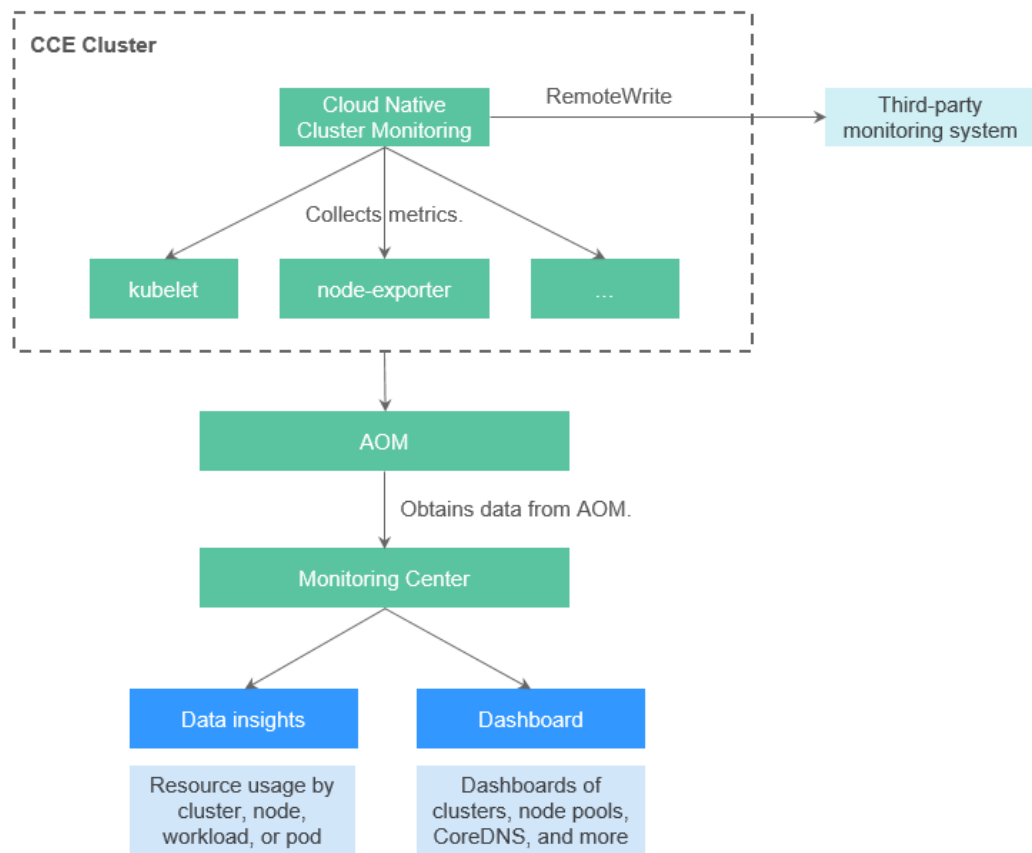 CCE Cluster
Cloud Native
Cluster Monitoring
RemoteWrite
Third-party
monitoring system
Collects metrics.
kubelet
node-exporter
...
AOM
Obtains data from AOM.
Monitoring Center
Data insights
Dashboard
Resource usage by
cluster, node,
workload, or pod
Dashboards of
clusters, node pools,
CoreDNS, and more